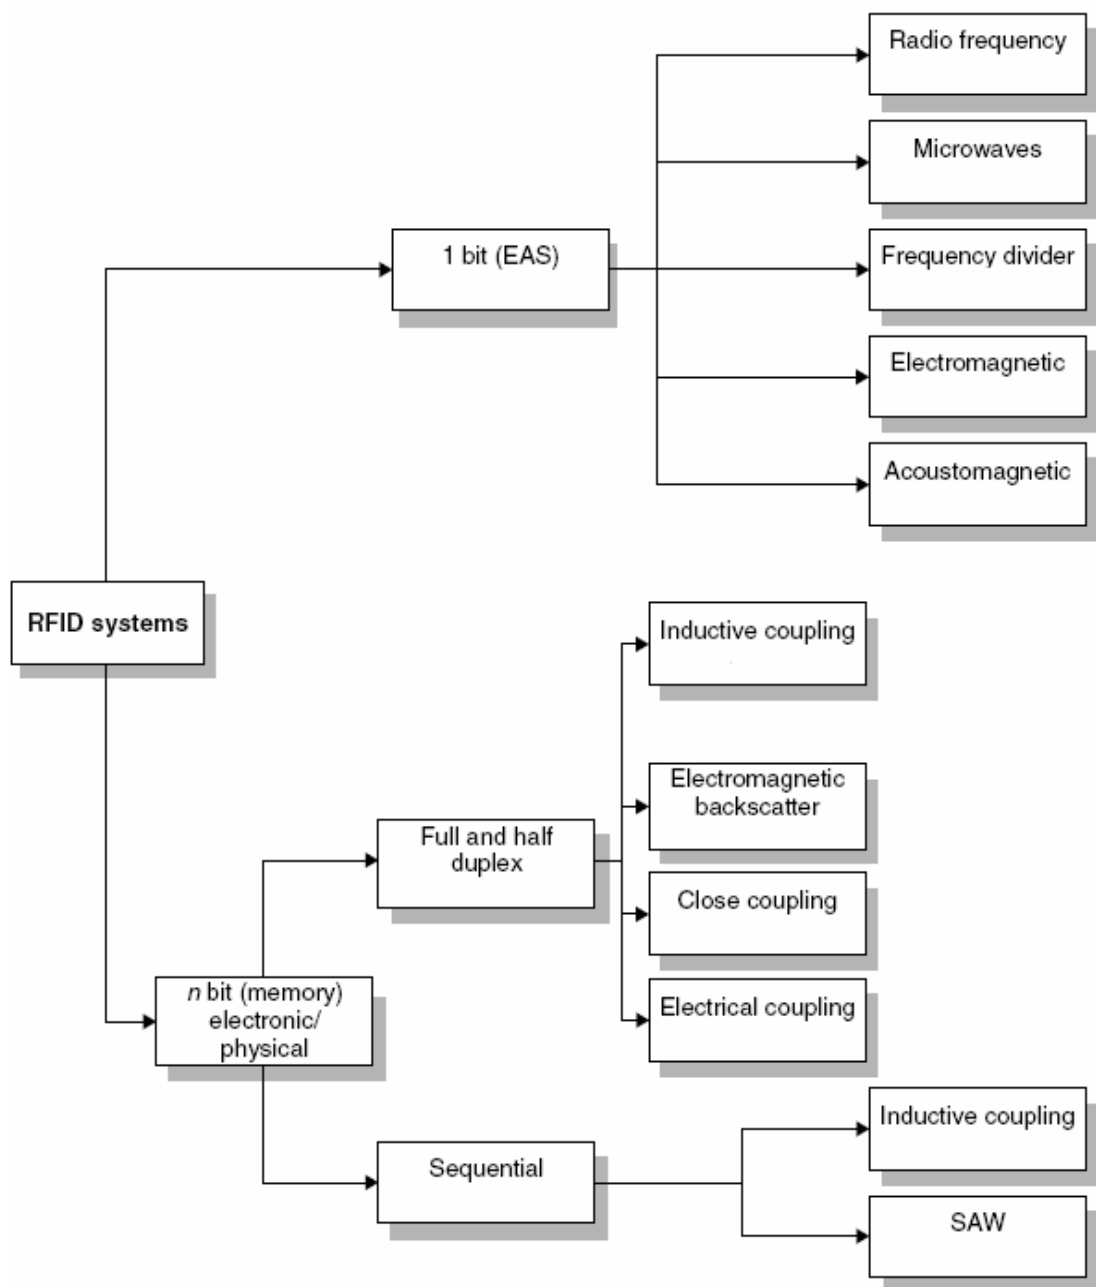 Radio frequency
Microwaves
1 bit (EAS)
Frequency divider
Electromagnetic
Acoustomagnetic
RFID systems
Inductive coupling
Electromagnetic
backscatter
Full and half
duplex
Close coupling
n bit (memory)
electronic/
physical
Electrical coupling
Inductive coupling
Sequential
SAW